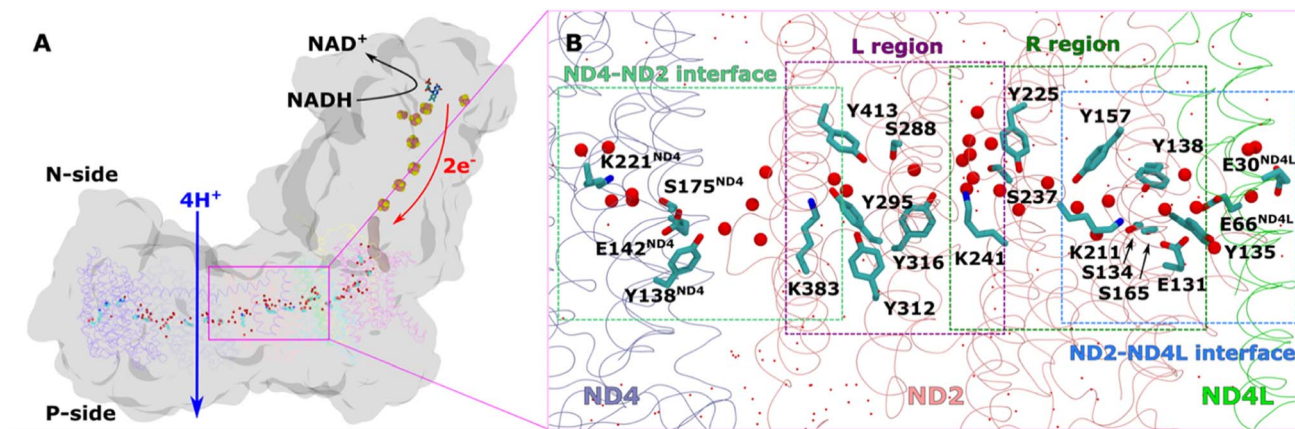 A
NAD+
NADH
N-side
4H+
2e-
P-side
B
L region
R region
ND4-ND2 interface
Y413
S288
Y225
Y157
Y138
K221ND4
S175ND4
E30ND4L
Y295
S237
E142ND4
E66ND4L
Y316
K241
K211
Y135
S134
E131
S165
Y138ND4
K383
Y312
ND2-ND4L interface
ND4
ND2
ND4L